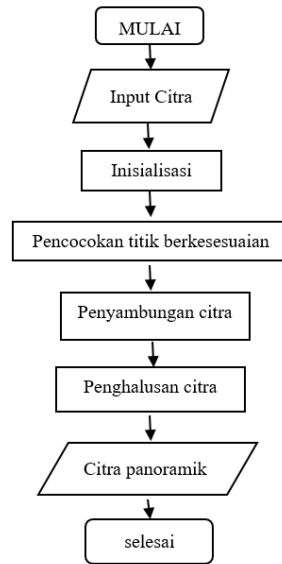 MULAI
Input Citra
Inisialisasi
Pencocokan titik berkesesuaian
Penyambungan citra
Penghalusan citra
Citra panoramik
selesai